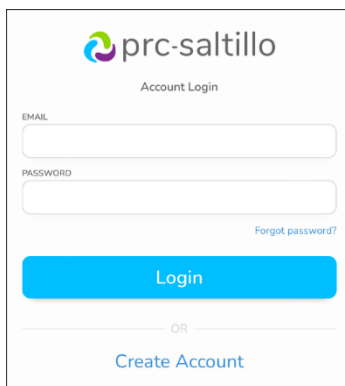 prc-saltillo
Account Login
EMAIL
PASSWORD
Forgot password?
Login
OR
Create Account